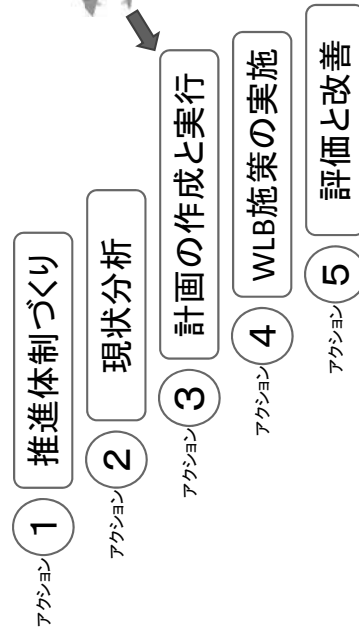 アクション 1 推進体制づくり
アクション 2 現状分析
アクション 3 計画の作成と実行
アクション 4 WLB施策の実施
アクション 5 評価と改善